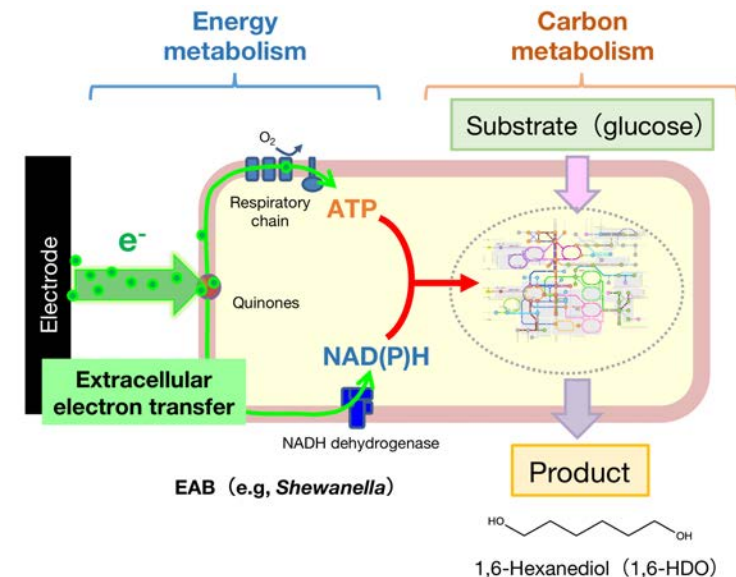 Energy
metabolism
Carbon
metabolism
Substrate（glucose）
O₂
Respiratory
chain
ATP
Electrode
e⁻
Quinones
NAD(P)H
Extracellular
electron transfer
NADH dehydrogenase
EAB（e.g, Shewanella）
Product
HO
OH
1,6-Hexanediol（1,6-HDO）